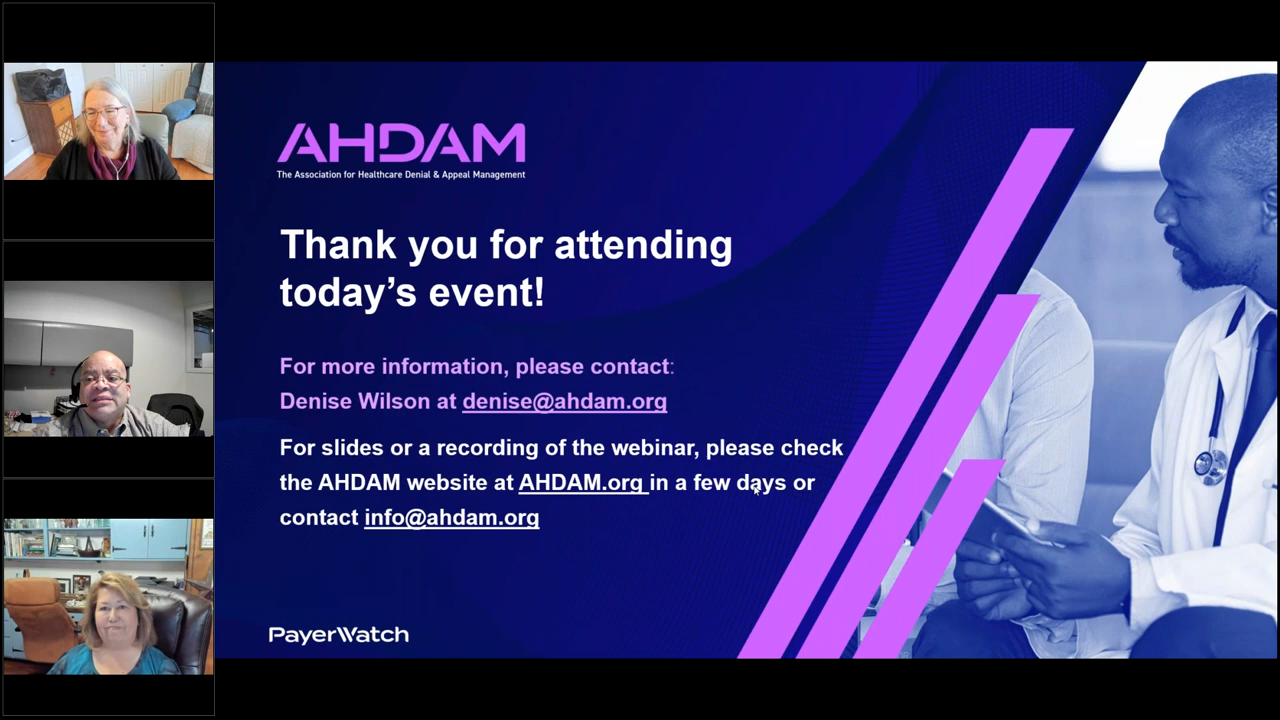 AHDAM
The Association for Healthcare Denial & Appeal Management
Thank you for attending
today’s event!
For more information, please contact:
Denise Wilson at denise@ahdam.org
For slides or a recording of the webinar, please check
the AHDAM website at AHDAM.org in a few days or
contact info@ahdam.org
PayerWatch